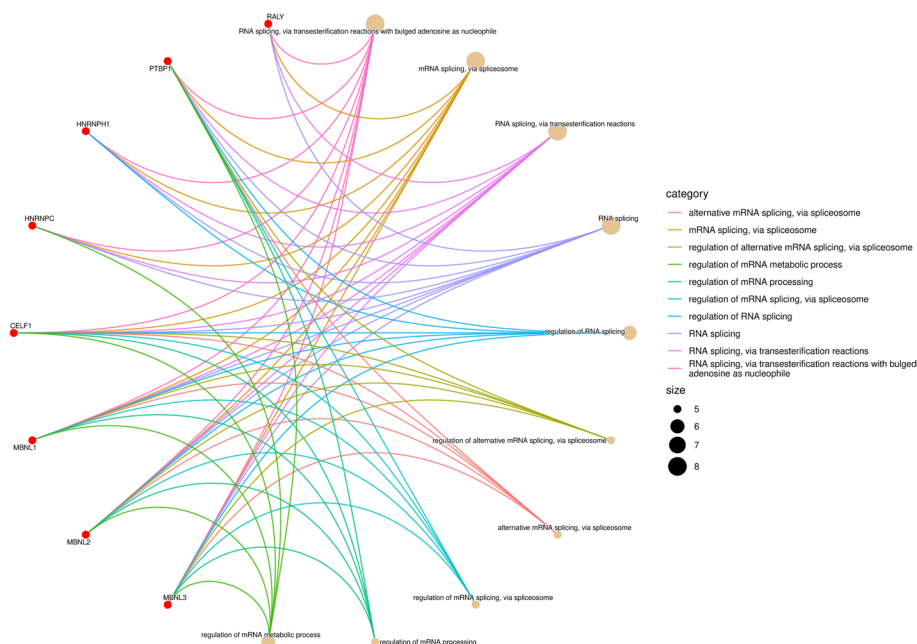 RALY
RNA splicing, via transesterification reactions with bulged adenosine as nucleophile
PTBP1
mRNA splicing, via spliceosome
HNRNPH1
RNA splicing, via transesterification reactions
HNRNPC
RNA splicing
CELF1
regulation of RNA splicing
MBNL1
regulation of alternative mRNA splicing, via spliceosome
MBNL2
alternative mRNA splicing, via spliceosome
MBNL3
regulation of mRNA splicing, via spliceosome
regulation of mRNA metabolic process
regulation of mRNA processing
category
alternative mRNA splicing, via spliceosome
mRNA splicing, via spliceosome
regulation of alternative mRNA splicing, via spliceosome
regulation of mRNA metabolic process
regulation of mRNA processing
regulation of mRNA splicing, via spliceosome
regulation of RNA splicing
RNA splicing
RNA splicing, via transesterification reactions
RNA splicing, via transesterification reactions with bulged
adenosine as nucleophile
size
5
6
7
8